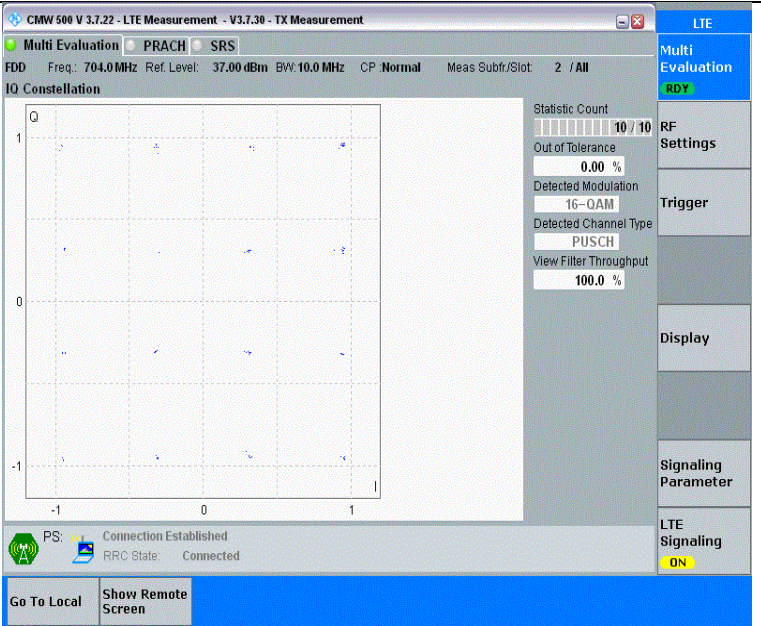 CMW 500 V 3.7.22 - LTE Measurement - V3.7.30 - TX Measurement
LTE
Multi Evaluation PRACH SRS
FDD Freq.: 704.0 MHz Ref. Level: 37.00 dBm BW: 10.0 MHz CP :Normal Meas Subfr./Slot: 2 / All
IQ Constellation
Q
1
0
-1
-1 0 1
I
Statistic Count
10 / 10
Out of Tolerance
0.00 %
Detected Modulation
16-QAM
Detected Channel Type
PUSCH
View Filter Throughput
100.0 %
Multi
Evaluation
RDY
RF
Settings
Trigger
Display
Signaling
Parameter
LTE
Signaling
ON
PS: Connection Established
RRC State: Connected
Go To Local
Show Remote
Screen